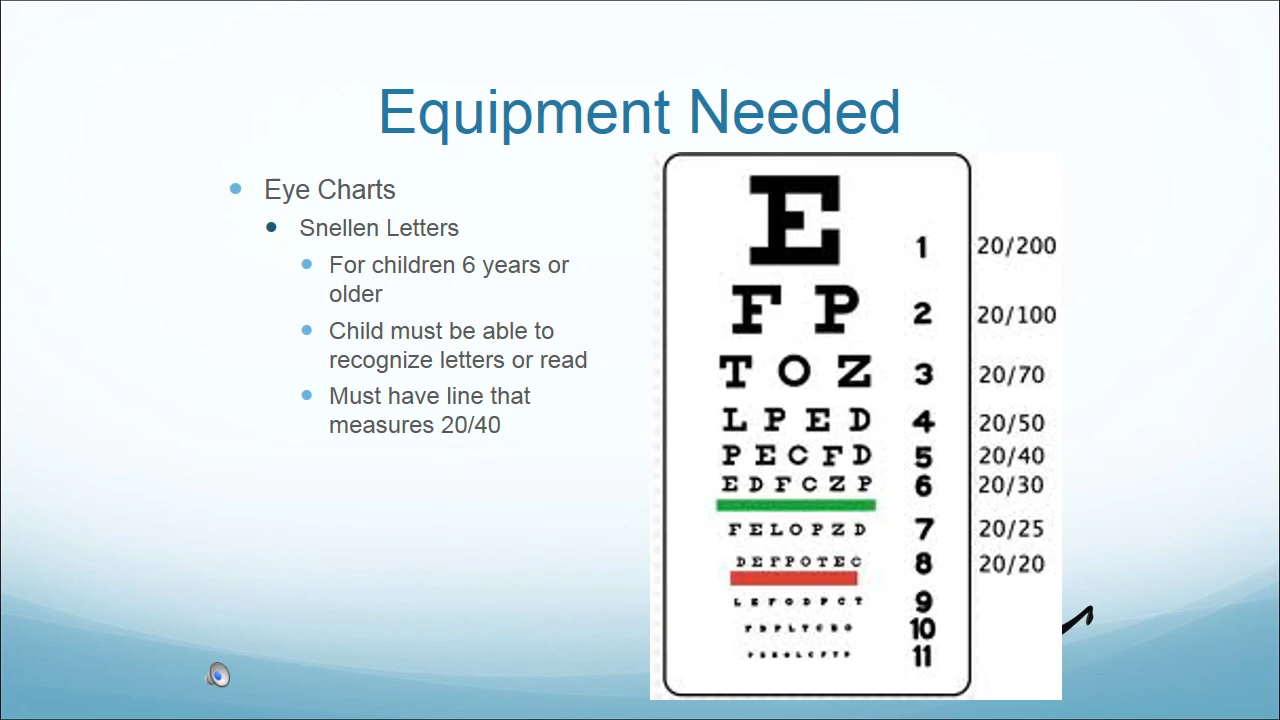 Equipment Needed
Eye Charts
Snellen Letters
For children 6 years or
older
Child must be able to
recognize letters or read
Must have line that
measures 20/40
E 1 20/200
F P 2 20/100
T O Z 3 20/70
L P E D 4 20/50
P E C F D 5 20/40
E D F C Z P 6 20/30
F E L O P Z D 7 20/25
D E F P O T E C 8 20/20
9
10
11